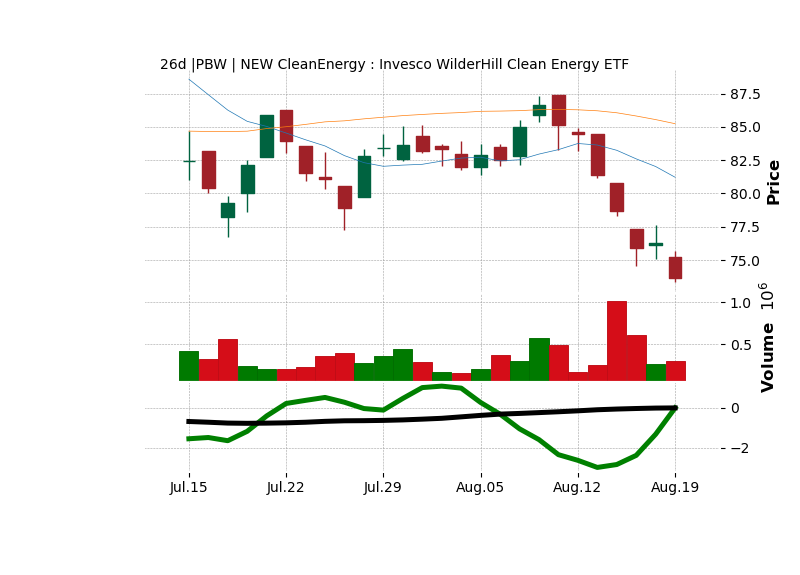 26d |PBW | NEW CleanEnergy : Invesco WilderHill Clean Energy ETF
87.5
85.0
82.5
80.0
77.5
75.0
Price
1.0
0.5
Volume 10⁶
0
−2
Jul.15 Jul.22 Jul.29 Aug.05 Aug.12 Aug.19